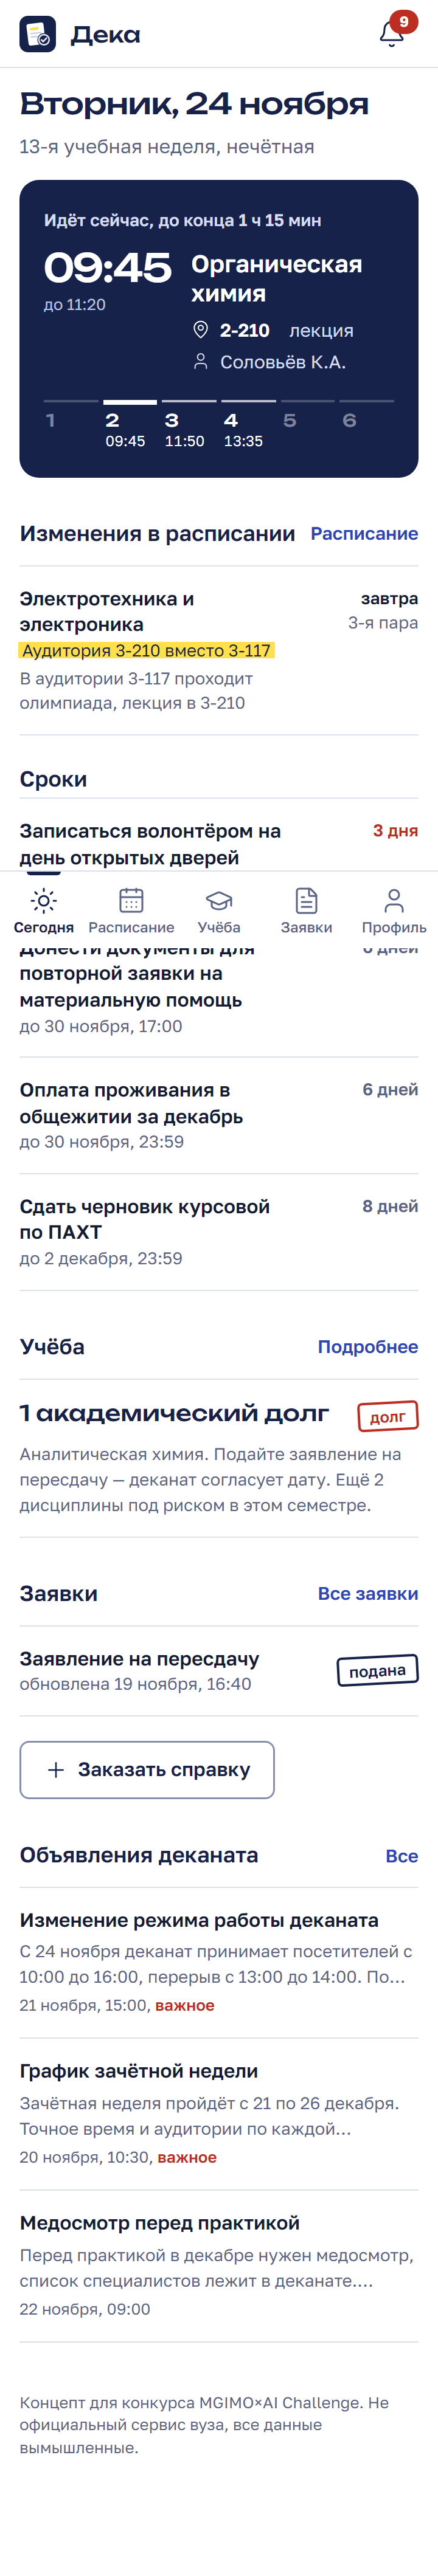 Дека
9
Вторник, 24 ноября
13-я учебная неделя, нечётная
Идёт сейчас, до конца 1 ч 15 мин
09:45
до 11:20
Органическая
химия
2-210 лекция
Соловьёв К.А.
1 2 3 4 5 6
09:45 11:50 13:35
Изменения в расписании Расписание
Электротехника и
электроника
завтра
3-я пара
Аудитория 3-210 вместо 3-117
В аудитории 3-117 проходит
олимпиада, лекция в 3-210
Сроки
Записаться волонтёром на
день открытых дверей
3 дня
Сегодня Расписание Учёба Заявки Профиль
Донести документы для
повторной заявки на
материальную помощь
6 дней
до 30 ноября, 17:00
Оплата проживания в
общежитии за декабрь
6 дней
до 30 ноября, 23:59
Сдать черновик курсовой
по ПАХТ
8 дней
до 2 декабря, 23:59
Учёба Подробнее
1 академический долг долг
Аналитическая химия. Подайте заявление на
пересдачу — деканат согласует дату. Ещё 2
дисциплины под риском в этом семестре.
Заявки Все заявки
Заявление на пересдачу
обновлена 19 ноября, 16:40
подана
Заказать справку
Объявления деканата Все
Изменение режима работы деканата
С 24 ноября деканат принимает посетителей с
10:00 до 16:00, перерыв с 13:00 до 14:00. По...
21 ноября, 15:00, важное
График зачётной недели
Зачётная неделя пройдёт с 21 по 26 декабря.
Точное время и аудитории по каждой...
20 ноября, 10:30, важное
Медосмотр перед практикой
Перед практикой в декабре нужен медосмотр,
список специалистов лежит в деканате....
22 ноября, 09:00
Концепт для конкурса MGIMO×AI Challenge. Не
официальный сервис вуза, все данные
вымышленные.